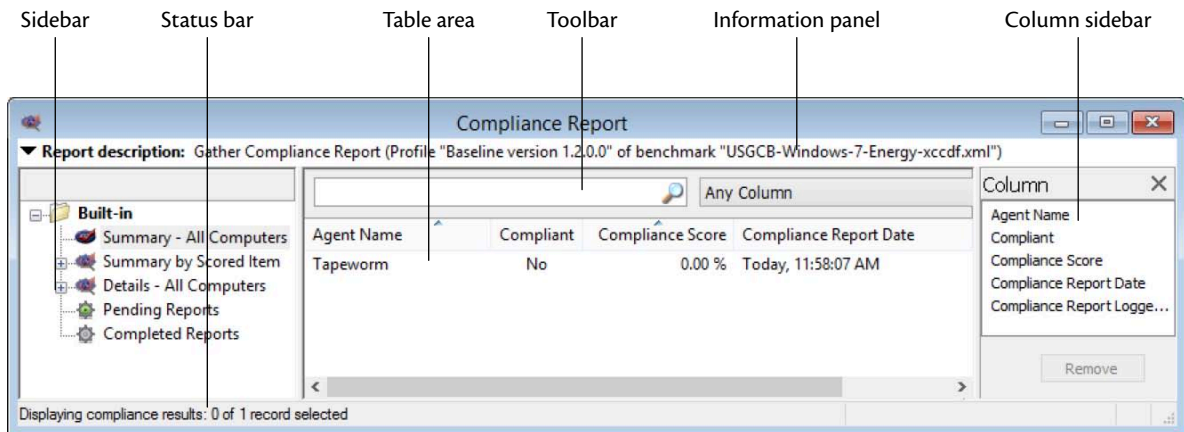 Sidebar Status bar Table area Toolbar Information panel Column sidebar
Compliance Report
Report description: Gather Compliance Report (Profile "Baseline version 1.2.0.0" of benchmark "USGCB-Windows-7-Energy-xccdf.xml")
Built-in
Summary - All Computers
Summary by Scored Item
Details - All Computers
Pending Reports
Completed Reports
Any Column
Agent Name Compliant Compliance Score Compliance Report Date
Tapeworm No 0.00 % Today, 11:58:07 AM
Column
Agent Name
Compliant
Compliance Score
Compliance Report Date
Compliance Report Logge...
Remove
Displaying compliance results: 0 of 1 record selected